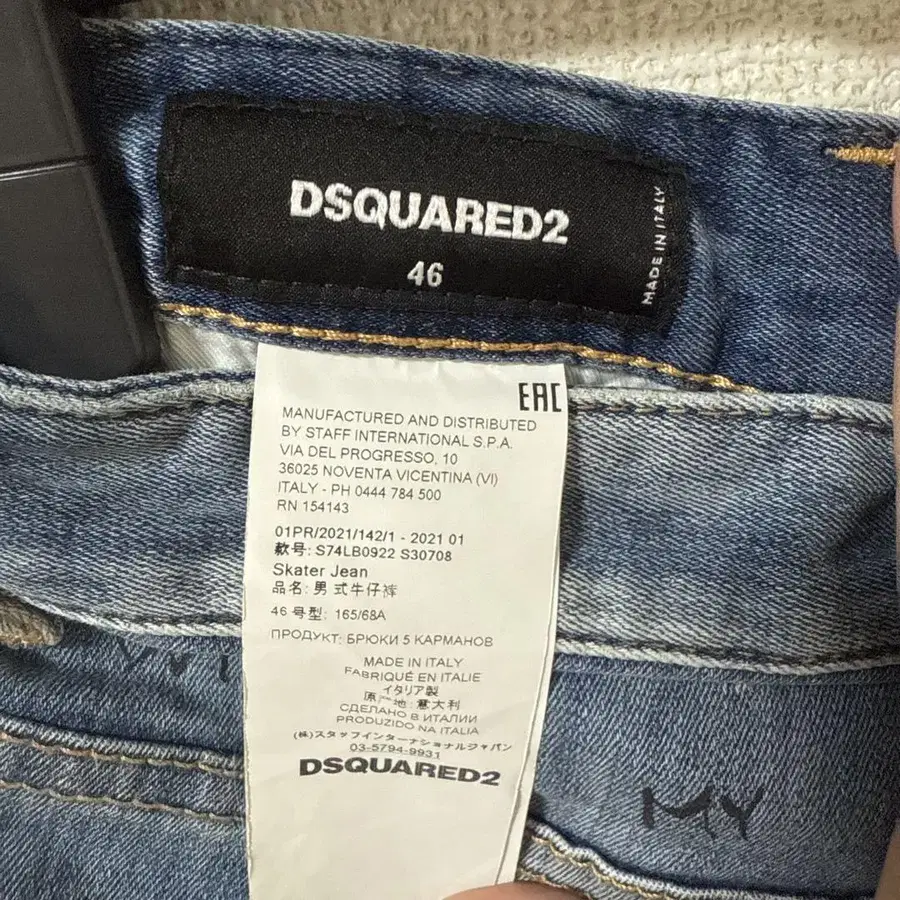 DSQUARED2
46
MADE IN ITALY
EAC
MANUFACTURED AND DISTRIBUTED
BY STAFF INTERNATIONAL S.P.A.
VIA DEL PROGRESSO, 10
36025 NOVENTA VICENTINA (VI)
ITALY - PH 0444 784 500
RN 154143
01PR/2021/142/1 - 2021 01
款号: S74LB0922 S30708
Skater Jean
品名: 男式牛仔裤
46 号型: 165/68A
ПРОДУКТ: БРЮКИ 5 КАРМАНОВ
MADE IN ITALY
FABRIQUÉ EN ITALIE
イタリア製
原产地: 意大利
СДЕЛАНО В ИТАЛИИ
PRODUZIDO NA ITALIA
(株)スタッフインターナショナルジャパン
03-5794-9931
DSQUARED2
MY